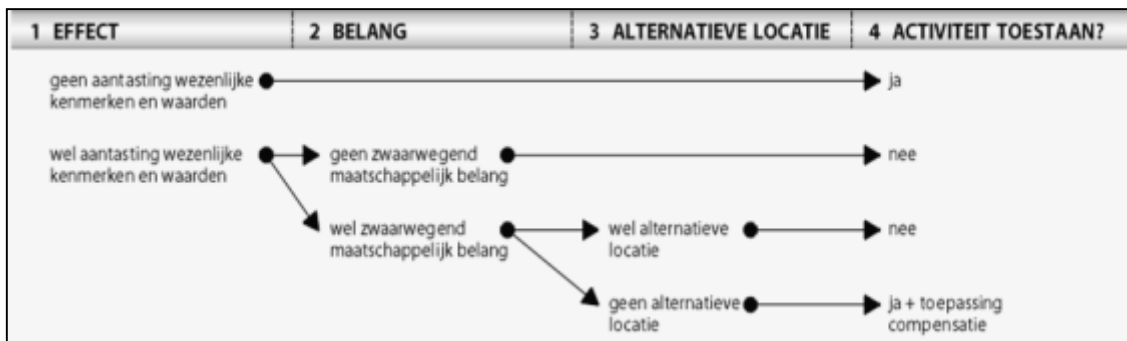 1 EFFECT
2 BELANG
3 ALTERNATIEVE LOCATIE
4 ACTIVITEIT TOESTAAN?
geen aantasting wezenlijke
kenmerken en waarden
ja
wel aantasting wezenlijke
kenmerken en waarden
geen zwaarwegend
maatschappelijk belang
nee
wel zwaarwegend
maatschappelijk belang
wel alternatieve
locatie
nee
geen alternatieve
locatie
ja + toepassing
compensatie